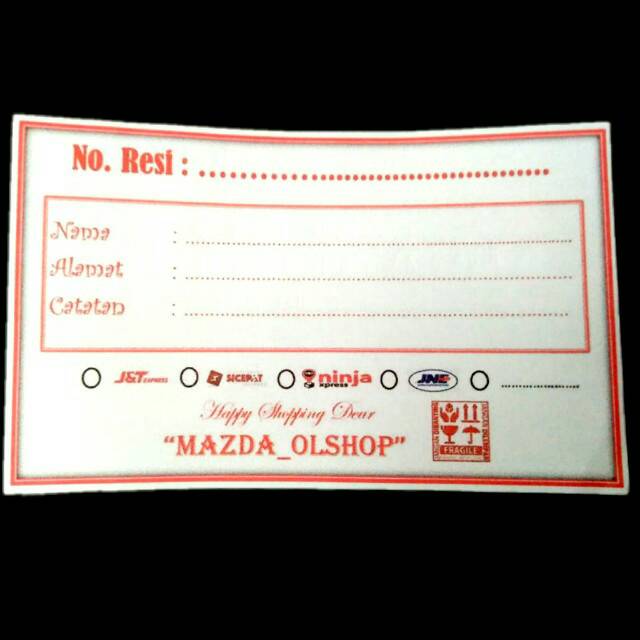 No. Resi : ..............................................
Nama : ..............................................................................
Alamat : ..............................................................................
Catatan : ..............................................................................
J&T EXPRESS SICEPAT ninja xpress JNE ........................
Happy Shopping Dear
"MAZDA_OLSHOP"
FRAGILE